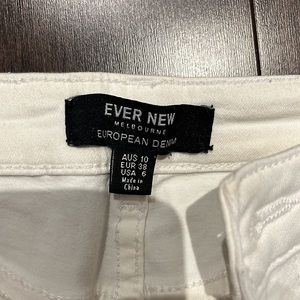 EVER NEW
MELBOURNE
EUROPEAN DENIM
AUS 10
EUR 38
USA 6
Made in
China